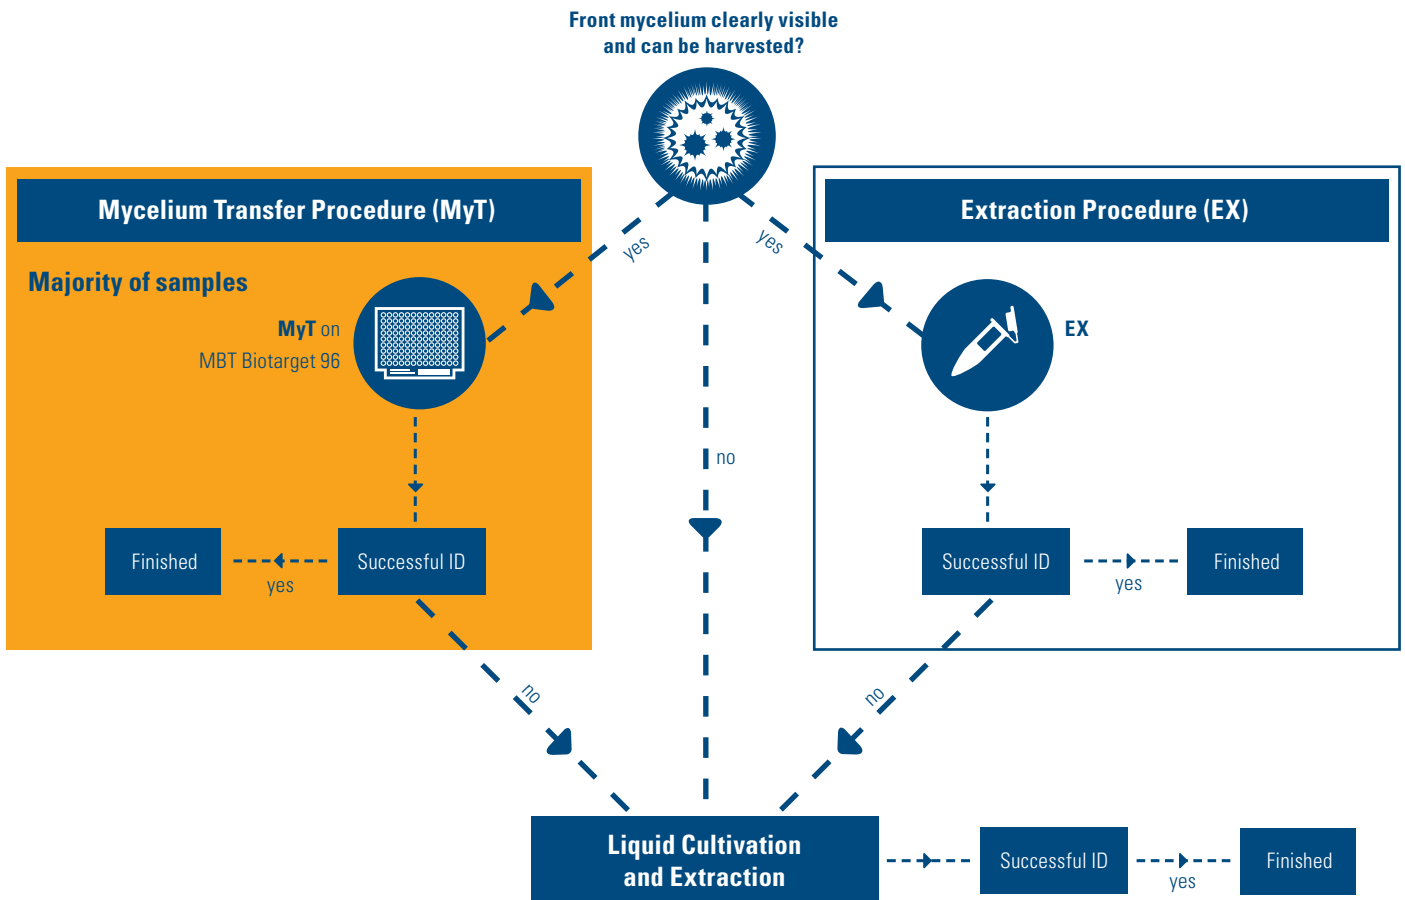 Front mycelium clearly visible
and can be harvested?
Mycelium Transfer Procedure (MyT)
Extraction Procedure (EX)
yes
yes
Majority of samples
MyT on
MBT Biotarget 96
EX
no
Finished
yes
Successful ID
Successful ID
yes
Finished
no
no
Liquid Cultivation
and Extraction
Successful ID
yes
Finished